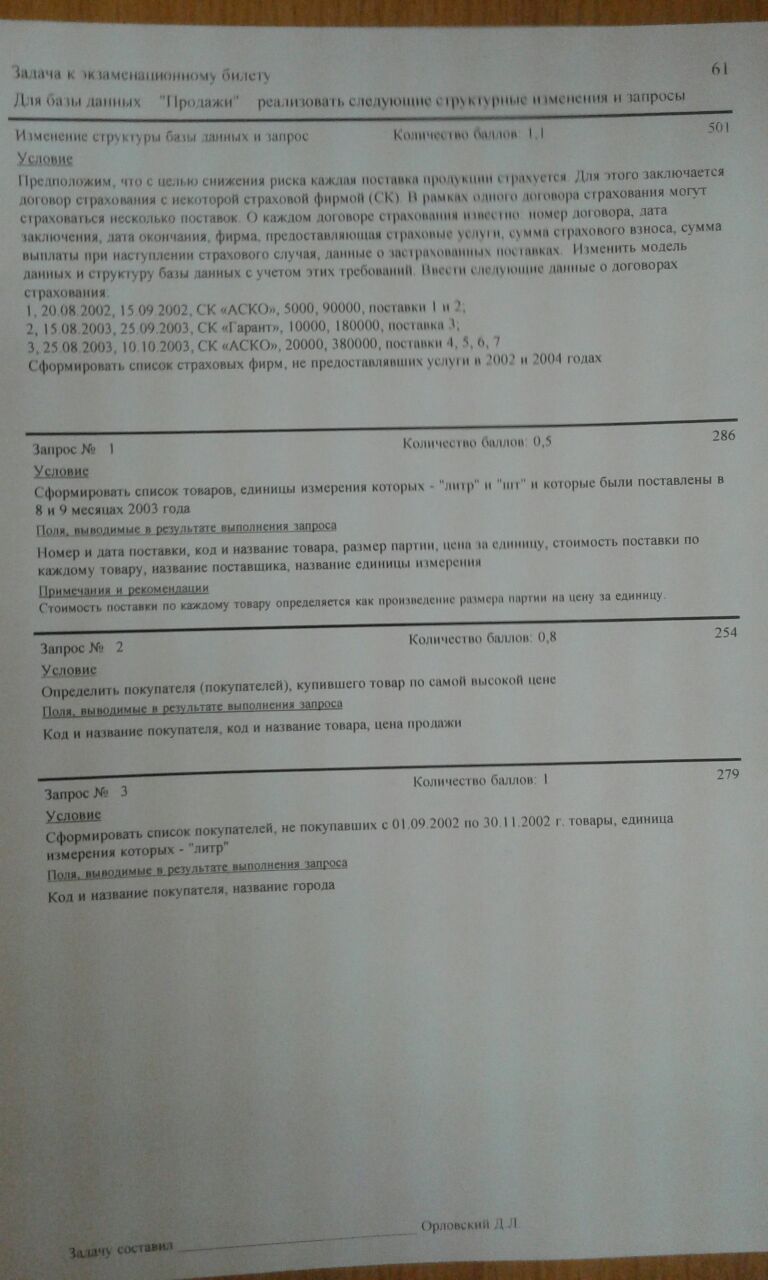 Задача к экзаменационному билету 61
Для базы данных "Продажи" реализовать следующие структурные изменения и запросы
Изменение структуры базы данных и запрос Количество баллов: 1,1 501
Условие
Предположим, что с целью снижения риска каждая поставка продукции страхуется. Для этого заключается
договор страхования с некоторой страховой фирмой (СК). В рамках одного договора страхования могут
страховаться несколько поставок. О каждом договоре страхования известно: номер договора, дата
заключения, дата окончания, фирма, предоставляющая страховые услуги, сумма страхового взноса, сумма
выплаты при наступлении страхового случая, данные о застрахованных поставках. Изменить модель
данных и структуру базы данных с учетом этих требований. Ввести следующие данные о договорах
страхования:
1, 20.08.2002, 15.09.2002, СК «АСКО», 5000, 90000, поставки 1 и 2;
2, 15.08.2003, 25.09.2003, СК «Гарант», 10000, 180000, поставка 3;
3, 25.08.2003, 10.10.2003, СК «АСКО», 20000, 380000, поставки 4, 5, 6, 7
Сформировать список страховых фирм, не предоставлявших услуги в 2002 и 2004 годах
Запрос № 1 Количество баллов: 0,5 286
Условие
Сформировать список товаров, единицы измерения которых - "литр" и "шт" и которые были поставлены в
8 и 9 месяцах 2003 года
Поля, выводимые в результате выполнения запроса
Номер и дата поставки, код и название товара, размер партии, цена за единицу, стоимость поставки по
каждому товару, название поставщика, название единицы измерения
Примечания и рекомендации
Стоимость поставки по каждому товару определяется как произведение размера партии на цену за единицу.
Запрос № 2 Количество баллов: 0,8 254
Условие
Определить покупателя (покупателей), купившего товар по самой высокой цене
Поля, выводимые в результате выполнения запроса
Код и название покупателя, код и название товара, цена продажи
Запрос № 3 Количество баллов: 1 279
Условие
Сформировать список покупателей, не покупавших с 01.09.2002 по 30.11.2002 г. товары, единица
измерения которых - "литр"
Поля, выводимые в результате выполнения запроса
Код и название покупателя, название города
Задачу составил Орловский Д.Л.